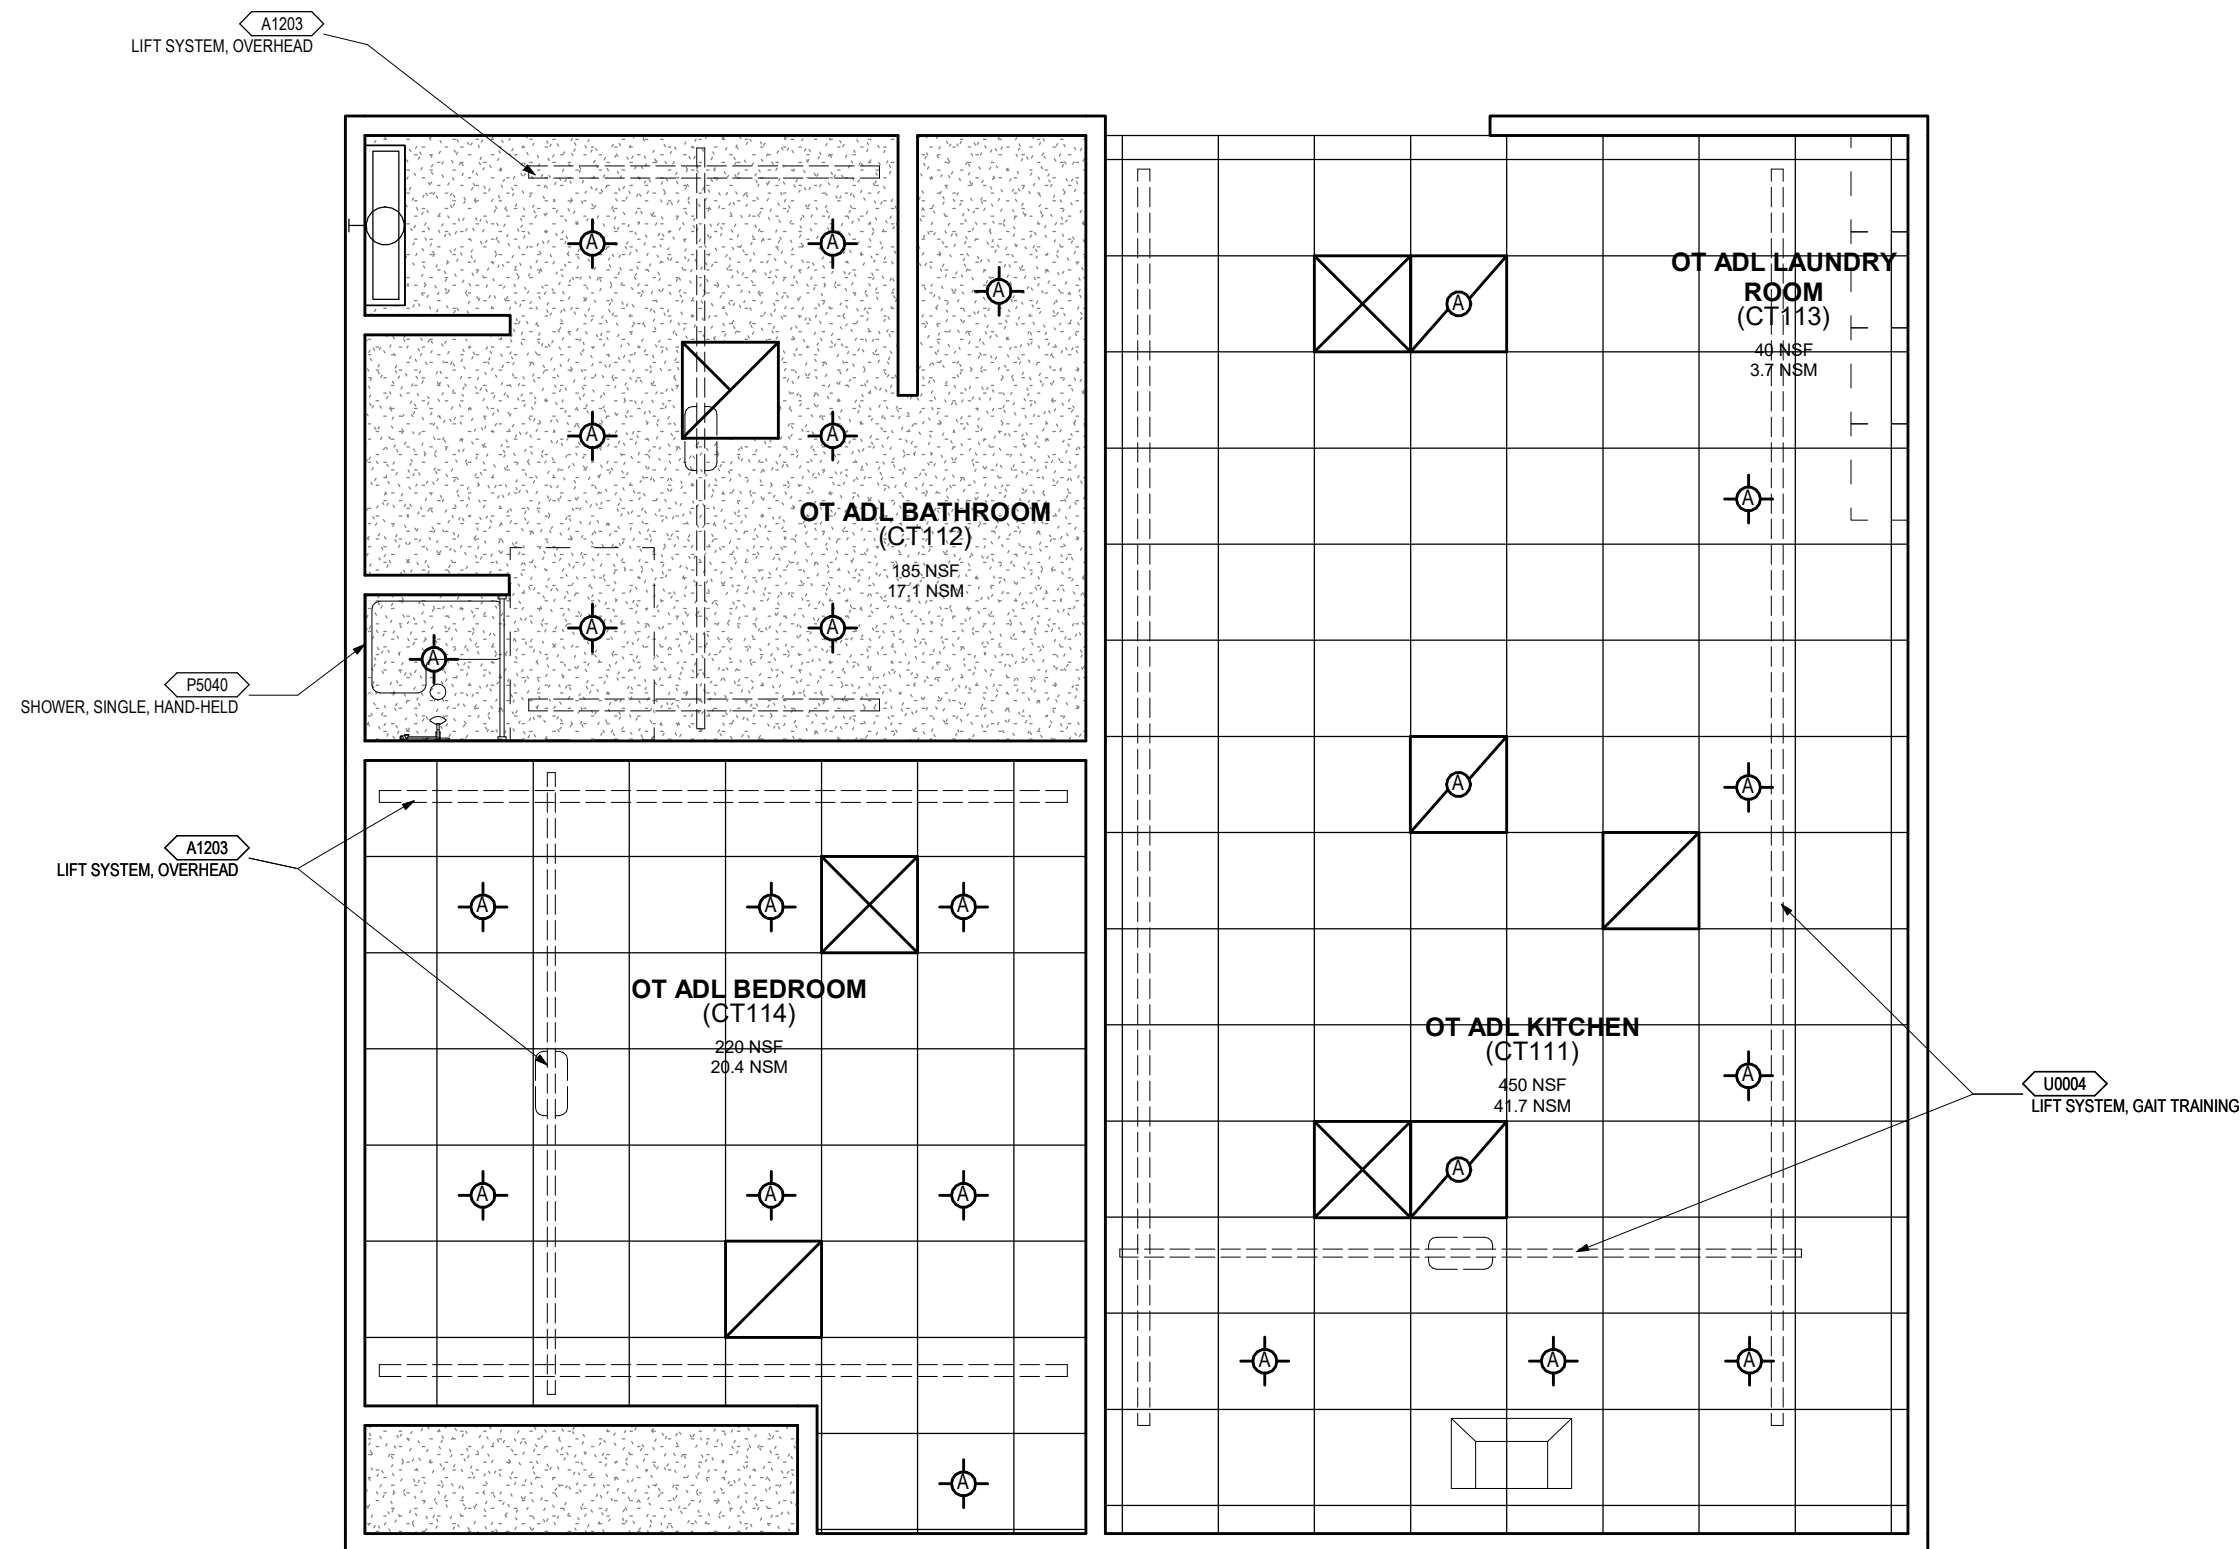 A1203
LIFT SYSTEM, OVERHEAD
A
A
A
OT ADL LAUNDRY
ROOM
(CT113)
40 NSF
3.7 NSM
A
A
A
A
OT ADL BATHROOM
(CT112)
185 NSF
17.1 NSM
A
A
A
P5040
SHOWER, SINGLE, HAND-HELD
A
A
A1203
LIFT SYSTEM, OVERHEAD
A
A
A
OT ADL BEDROOM
(CT114)
220 NSF
20.4 NSM
OT ADL KITCHEN
(CT111)
450 NSF
41.7 NSM
A
U0004
LIFT SYSTEM, GAIT TRAINING
A
A
A
A
A
A
A
A